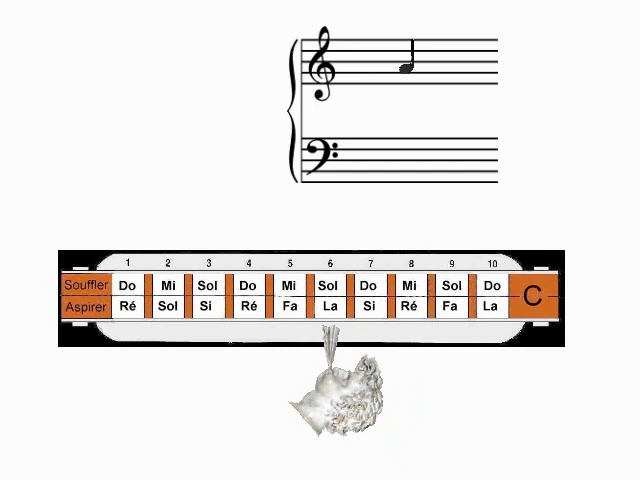 1 2 3 4 5 6 7 8 9 10
Souffler Do Mi Sol Do Mi Sol Do Mi Sol Do
Aspirer Ré Sol Si Ré Fa La Si Ré Fa La
C